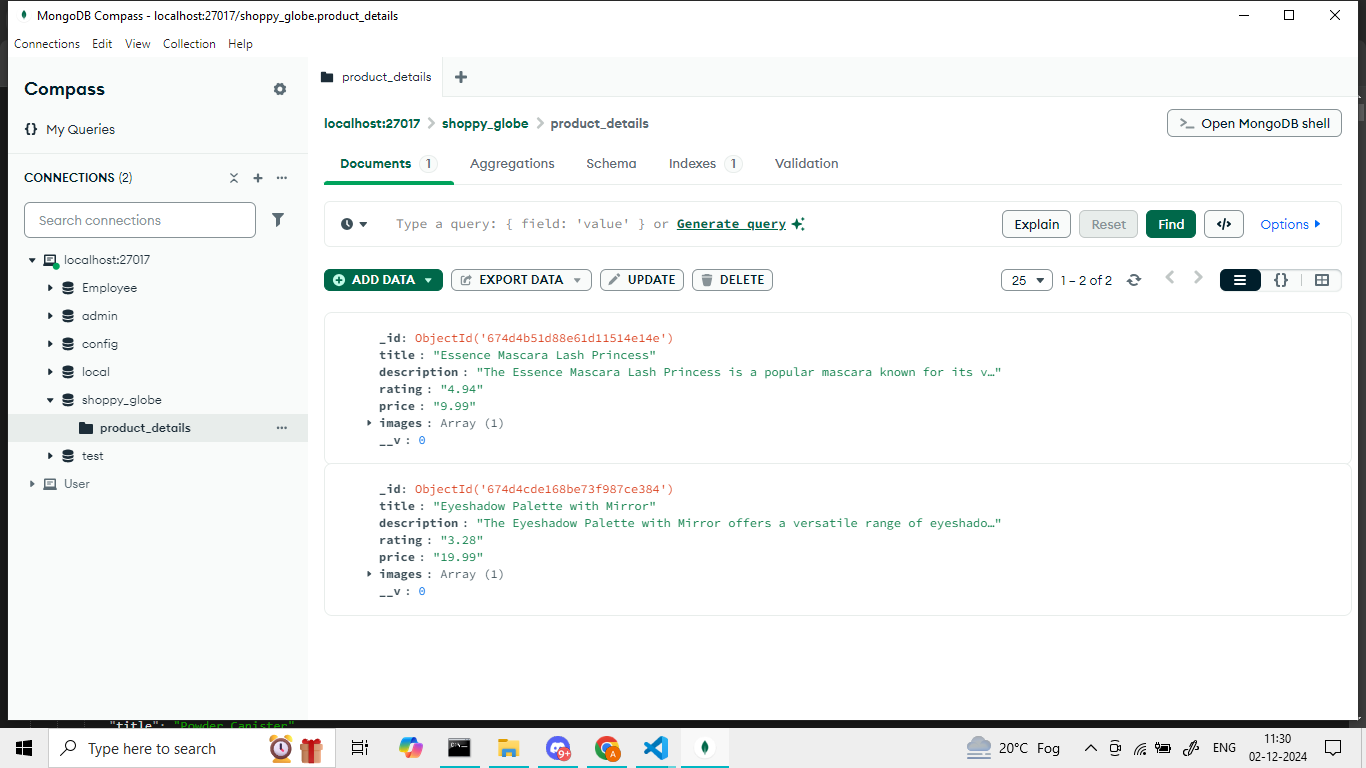 MongoDB Compass - localhost:27017/shoppy_globe.product_details
Connections Edit View Collection Help
Compass
{} My Queries
CONNECTIONS (2)
Search connections
localhost:27017
Employee
admin
config
local
shoppy_globe
product_details
test
User
product_details
localhost:27017 > shoppy_globe > product_details
>_ Open MongoDB shell
Documents 1 Aggregations Schema Indexes 1 Validation
Type a query: { field: 'value' } or Generate query
Explain Reset Find </> Options
ADD DATA EXPORT DATA UPDATE DELETE
25 1 – 2 of 2 {}
_id: ObjectId('674d4b51d88e61d11514e14e')
title : "Essence Mascara Lash Princess"
description : "The Essence Mascara Lash Princess is a popular mascara known for its v…"
rating : "4.94"
price : "9.99"
images : Array (1)
__v : 0
_id: ObjectId('674d4cde168be73f987ce384')
title : "Eyeshadow Palette with Mirror"
description : "The Eyeshadow Palette with Mirror offers a versatile range of eyeshado…"
rating : "3.28"
price : "19.99"
images : Array (1)
__v : 0
"title": "Powder Canister"
Type here to search
9+
A
20°C Fog
ENG
11:30
02-12-2024